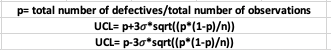 p= total number of defectives/total number of observations
UCL= p+3σ*sqrt((p*(1-p)/n))
UCL= p-3σ*sqrt((p*(1-p)/n))